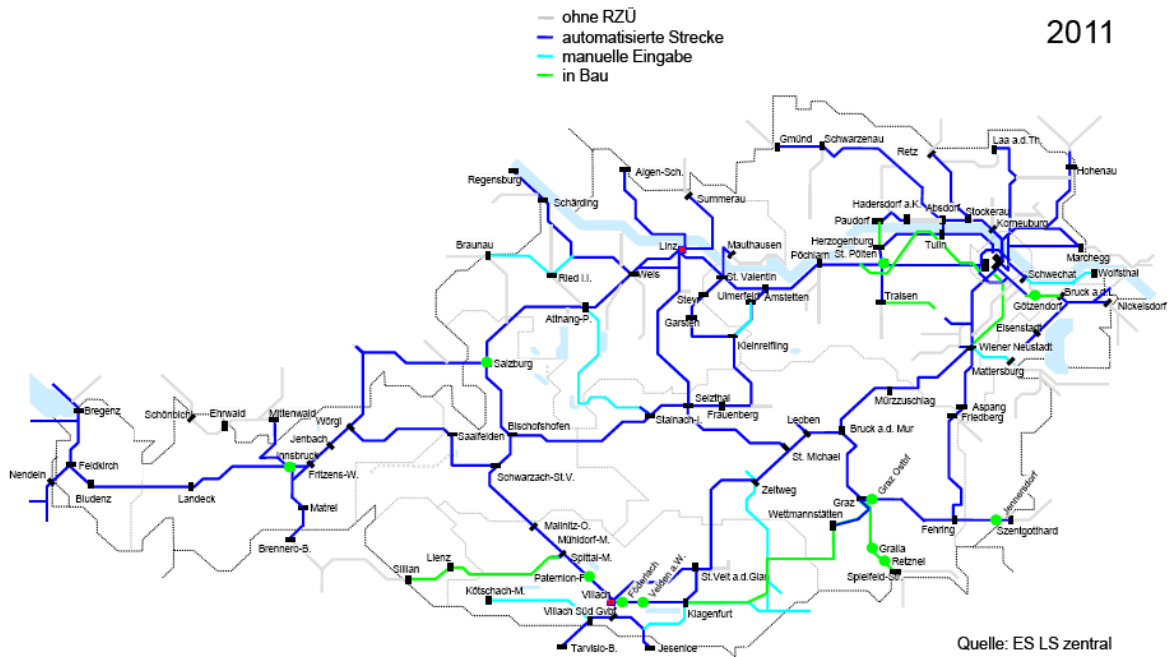 ohne RZÜ
automatisierte Strecke
manuelle Eingabe
in Bau
2011
Gmünd
Schwarzenau
Retz
Laa a.d.Th.
Hohenau
Regensburg
Aigen-Sch.
Summerau
Schärding
Hadersdorf a.K.
Absdorf
Stockerau
Paudorf
Korneuburg
Braunau
Linz
Mauthausen
Herzogenburg
Tulln
Marchegg
Pöchlarn
St. Pölten
Wels
St. Valentin
Schwechat
Wolfsthal
Ried I.I.
Steyr
Ulmerfeld
Amstetten
Bruck a.d.L.
Götzendorf
Nickelsdorf
Attnang-P.
Garsten
Traisen
Eisenstadt
Kleinreifling
Wiener Neustadt
Salzburg
Mattersburg
Selzthal
Mürzzuschlag
Bregenz
Schönbichl
Ehrwald
Mittenwald
Wörgl
Frauenberg
Aspang
Friedberg
Stainach-I.
Leoben
Jenbach
Innsbruck
Saalfelden
Bischofshofen
Bruck a.d. Mur
Feldkirch
Fritzens-W.
Schwarzach-St.V.
St. Michael
Nendeln
Bludenz
Landeck
Zeltweg
Graz Ostbf
Jennersdorf
Graz
Matrei
Wettmannstätten
Mallnitz-O.
Fehring
Szentgotthard
Brennero-B.
Mühldorf-M.
Lienz
Spittal-M.
Gralla
Retznei
Sillian
Paternion-F.
Föderlach
Velden a.W.
St.Veit a.d.Glan
Spielfeld-Str.
Kötschach-M.
Villach
Villach Süd Gvbf
Klagenfurt
Tarvisio-B.
Jesenice
Quelle: ES LS zentral